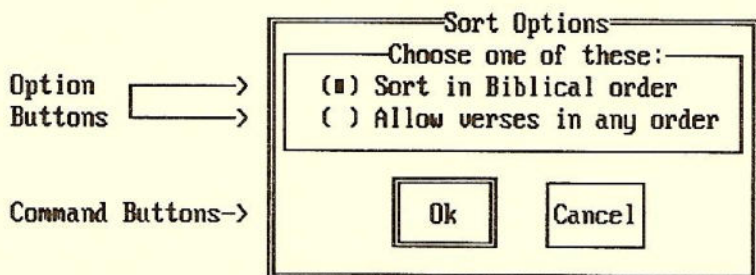 Sort Options
Choose one of these:
Option
Buttons
(■) Sort in Biblical order
( ) Allow verses in any order
Command Buttons->
Ok
Cancel